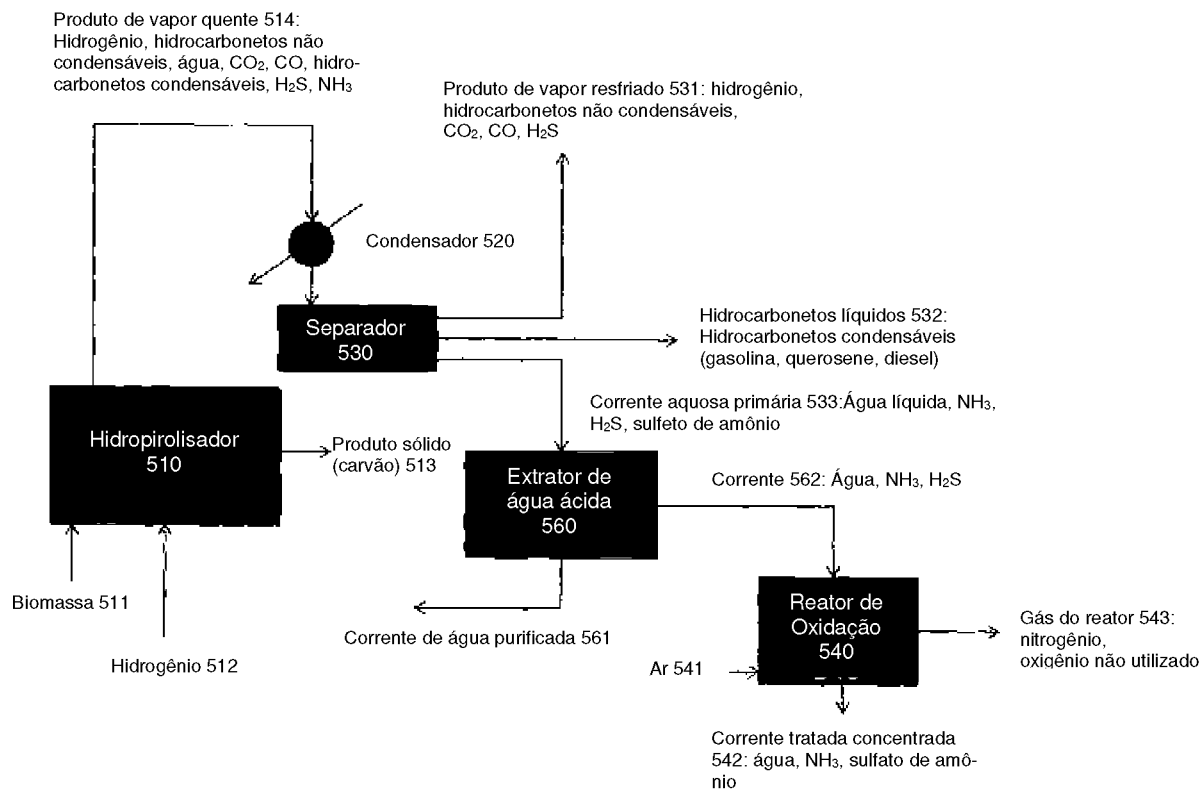 Produto de vapor quente 514:
Hidrogênio, hidrocarbonetos não
condensáveis, água, CO2, CO, hidro-
carbonetos condensáveis, H2S, NH3
Produto de vapor resfriado 531: hidrogênio,
hidrocarbonetos não condensáveis,
CO2, CO, H2S
Condensador 520
Separador
530
Hidrocarbonetos líquidos 532:
Hidrocarbonetos condensáveis
(gasolina, querosene, diesel)
Corrente aquosa primária 533:Água líquida, NH3,
H2S, sulfeto de amônio
Hidropirolisador
510
Produto sólido
(carvão) 513
Extrator de
água ácida
560
Corrente 562: Água, NH3, H2S
Biomassa 511
Hidrogênio 512
Corrente de água purificada 561
Reator de
Oxidação
540
Ar 541
Gás do reator 543:
nitrogênio,
oxigênio não utilizado
Corrente tratada concentrada
542: água, NH3, sulfato de amô-
nio